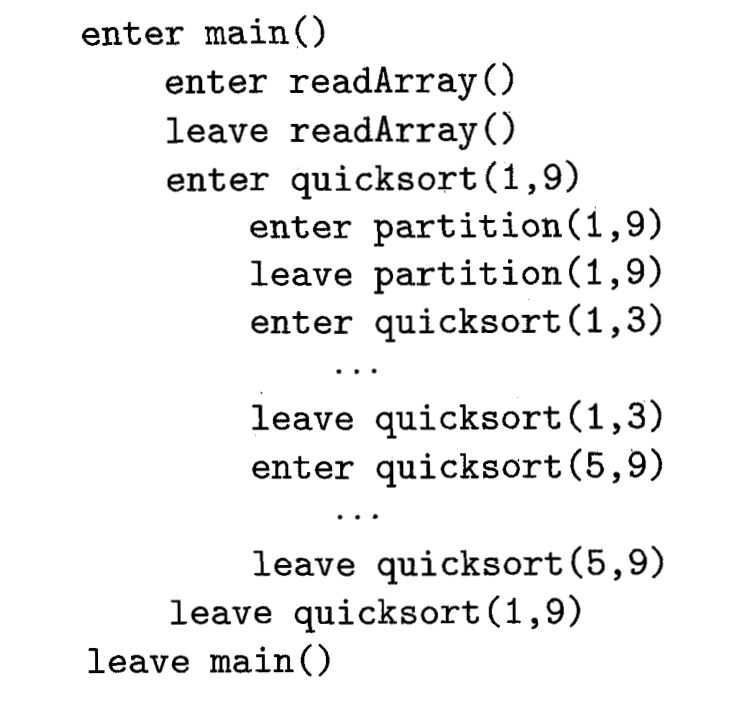 enter main()
enter readArray()
leave readArray()
enter quicksort(1,9)
enter partition(1,9)
leave partition(1,9)
enter quicksort(1,3)
...
leave quicksort(1,3)
enter quicksort(5,9)
...
leave quicksort(5,9)
leave quicksort(1,9)
leave main()